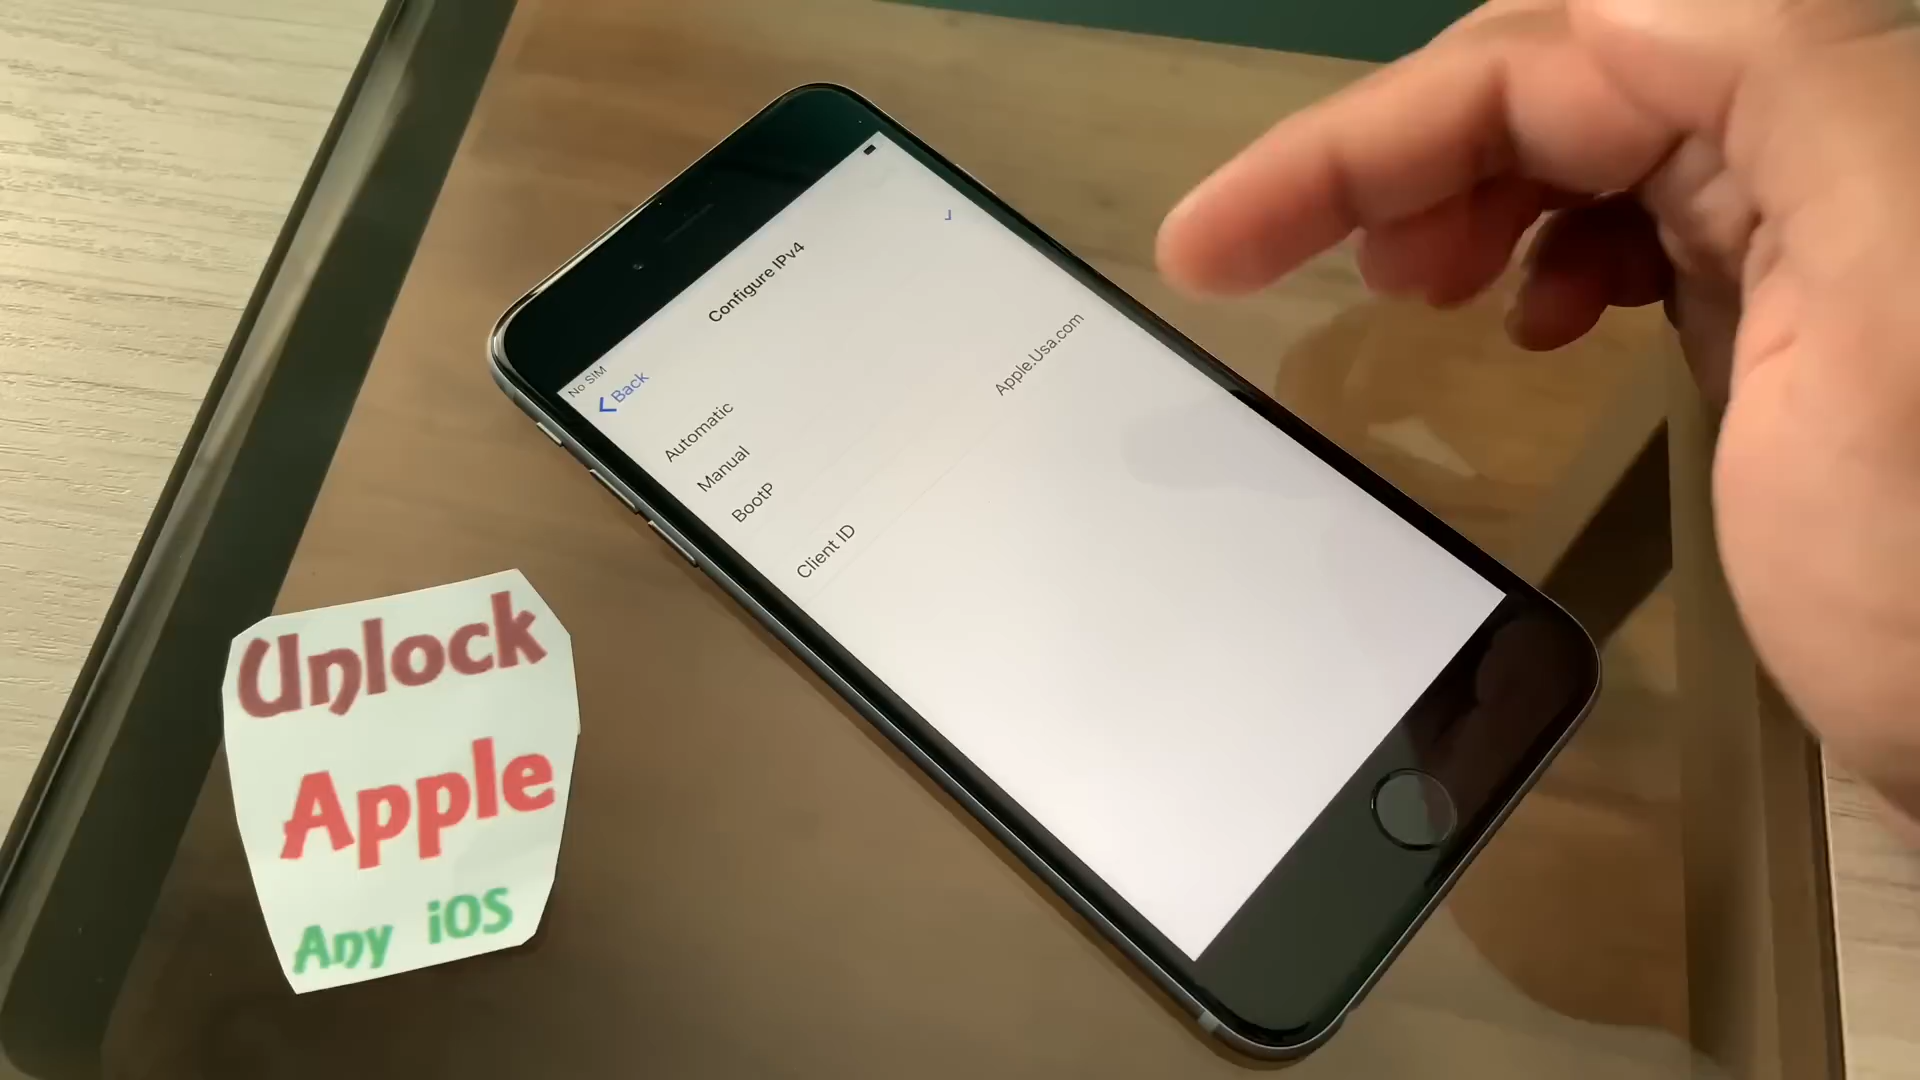 No SIM
Configure IPv4
Back
Automatic
Manual
BootP
Client ID Apple.Usa.com
Unlock
Apple
Any iOS